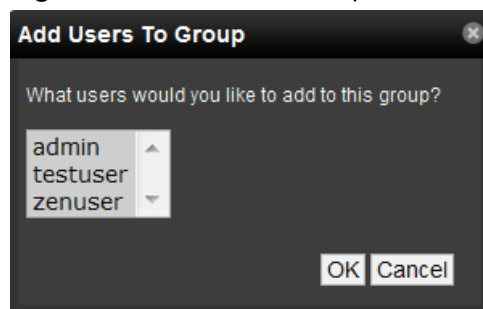 Add Users To Group
What users would you like to add to this group?
admin
testuser
zenuser
OK Cancel